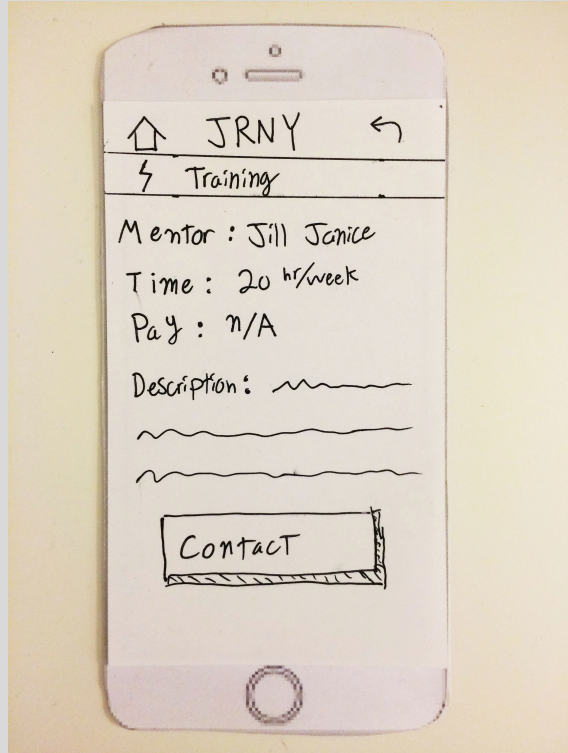 JRNY
Training
Mentor : Jill Janice
Time : 20 hr/week
Pay : n/A
Description :
Contact